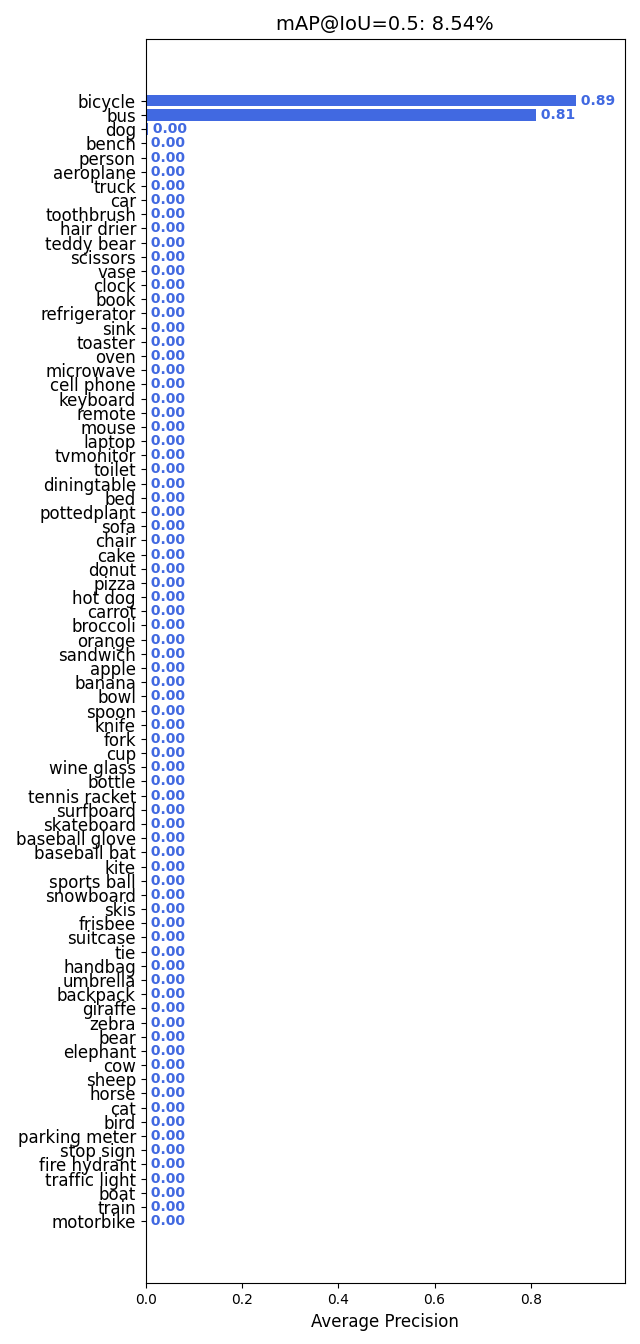 mAP@IoU=0.5: 8.54%
bicycle 0.89
bus 0.81
dog 0.00
bench 0.00
person 0.00
aeroplane 0.00
truck 0.00
car 0.00
toothbrush 0.00
hair drier 0.00
teddy bear 0.00
scissors 0.00
vase 0.00
clock 0.00
book 0.00
refrigerator 0.00
sink 0.00
toaster 0.00
oven 0.00
microwave 0.00
cell phone 0.00
keyboard 0.00
remote 0.00
mouse 0.00
laptop 0.00
tvmonitor 0.00
toilet 0.00
diningtable 0.00
bed 0.00
pottedplant 0.00
sofa 0.00
chair 0.00
cake 0.00
donut 0.00
pizza 0.00
hot dog 0.00
carrot 0.00
broccoli 0.00
orange 0.00
sandwich 0.00
apple 0.00
banana 0.00
bowl 0.00
spoon 0.00
knife 0.00
fork 0.00
cup 0.00
wine glass 0.00
bottle 0.00
tennis racket 0.00
surfboard 0.00
skateboard 0.00
baseball glove 0.00
baseball bat 0.00
kite 0.00
sports ball 0.00
snowboard 0.00
skis 0.00
frisbee 0.00
suitcase 0.00
tie 0.00
handbag 0.00
umbrella 0.00
backpack 0.00
giraffe 0.00
zebra 0.00
bear 0.00
elephant 0.00
cow 0.00
sheep 0.00
horse 0.00
cat 0.00
bird 0.00
parking meter 0.00
stop sign 0.00
fire hydrant 0.00
traffic light 0.00
boat 0.00
train 0.00
motorbike 0.00
0.0 0.2 0.4 0.6 0.8
Average Precision